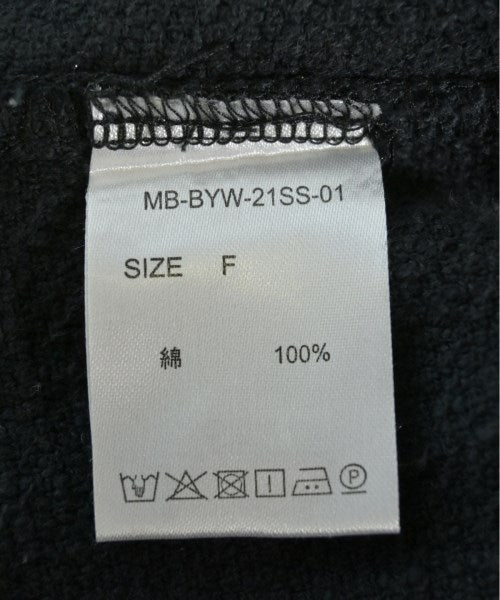 MB-BYW-21SS-01
SIZE F
綿 100%
P